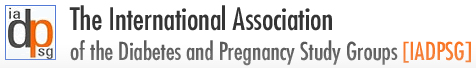 ia
dp
sg
The International Association
of the Diabetes and Pregnancy Study Groups [IADPSG]